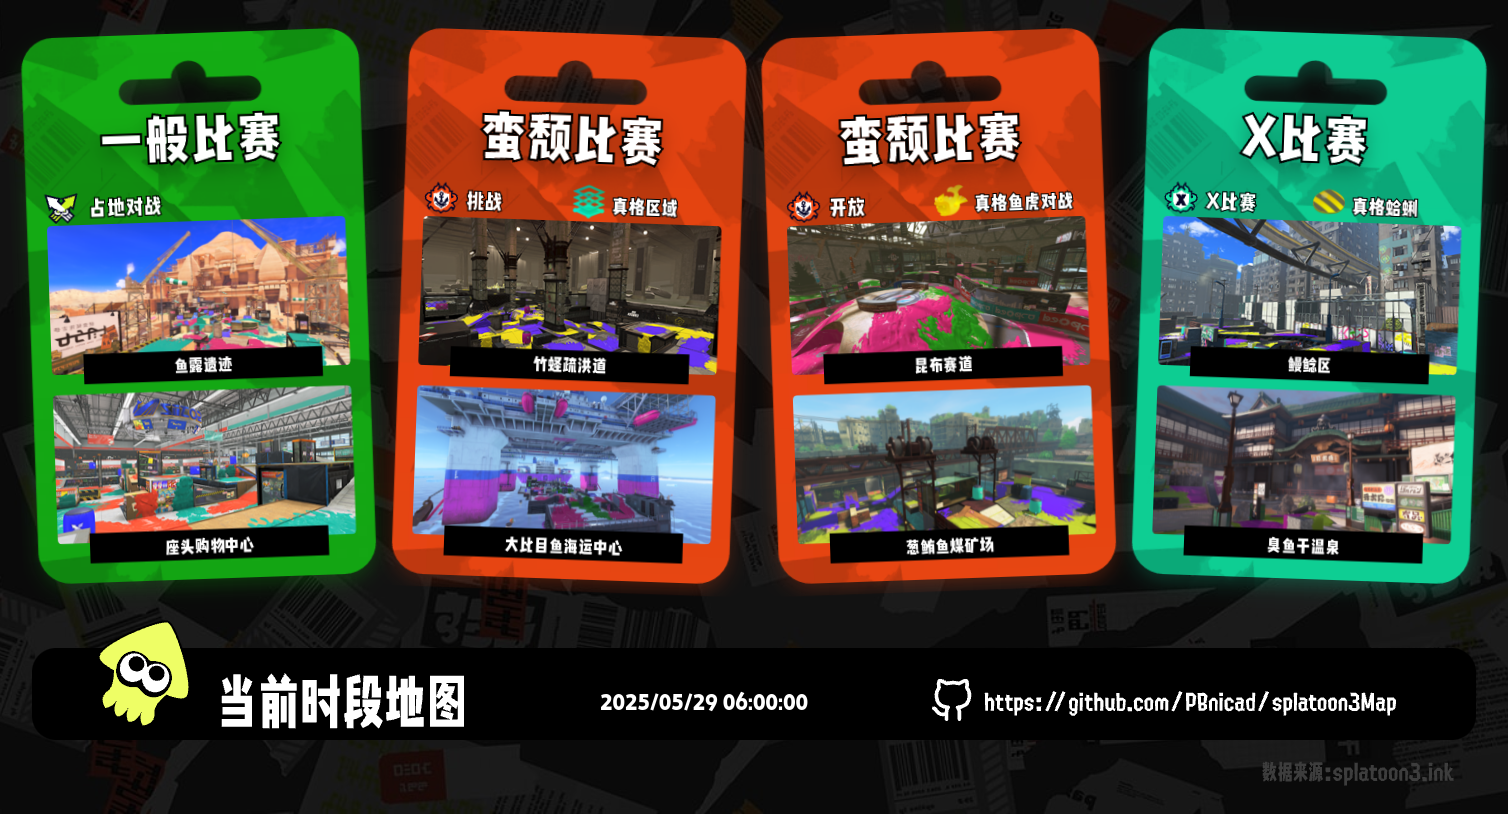 一般比赛
占地对战
鱼露遗迹
座头购物中心
蛮颓比赛
挑战
真格区域
竹蛏疏洪道
大比目鱼海运中心
蛮颓比赛
开放
真格鱼虎对战
昆布赛道
葱鲔鱼煤矿场
X比赛
X比赛
真格蛤蜊
鳗鲶区
臭鱼干温泉
当前时段地图
2025/05/29 06:00:00
https://github.com/PBnicad/splatoon3Map
数据来源:splatoon3.ink